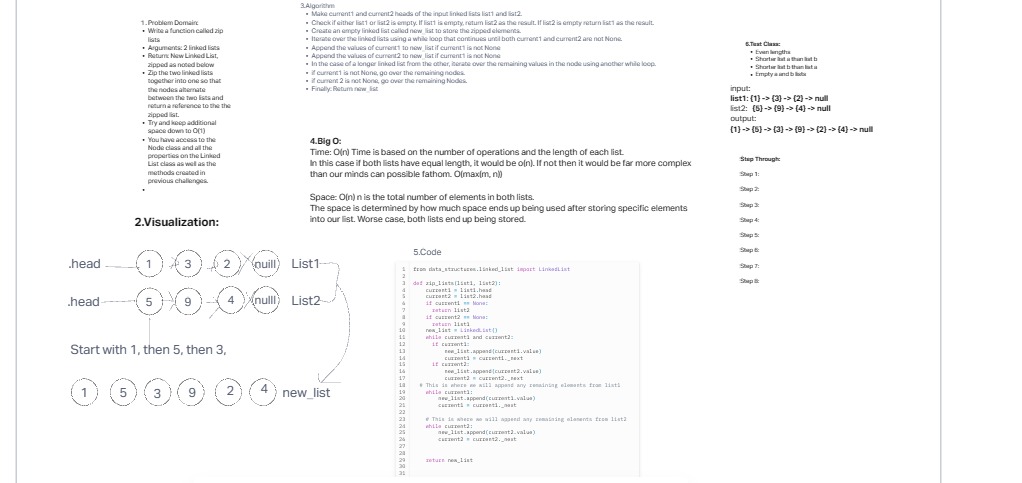 1. Problem Domain:
• Write a function called zip
lists
• Arguments: 2 linked lists
• Return: New Linked List,
zipped as noted below
• Zip the two linked lists
together into one so that
the nodes alternate
between the two lists and
return a reference to the the
zipped list.
• Try and keep additional
space down to O(1)
• You have access to the
Node class and all the
properties on the Linked
List class as well as the
methods created in
previous challenges.
•
2.Visualization:
.head 1 3 2 nuill List1
.head 5 9 4 nulll List2
Start with 1, then 5, then 3,
1 5 3 9 2 4 new_list
3.Algorithm
• Make current1 and current2 heads of the input linked lists list1 and list2.
• Check if either list1 or list2 is empty. If list1 is empty, return list2 as the result. If list2 is empty return list1 as the result.
• Create an empty linked list called new_list to store the zipped elements.
• Iterate over the linked lists using a while loop that continues until both current1 and current2 are not None.
• Append the values of current1 to new_list if current1 is not None
• Append the values of current2 to new_list if current1 is not None
• In the case of a longer linked list from the other, iterate over the remaining values in the node using another while loop.
• if current1 is not None, go over the remaining nodes.
• if current 2 is not None, go over the remaining Nodes.
• Finally:Return new_list
4.Big O:
Time: O(n) Time is based on the number of operations and the length of each list.
In this case if both lists have equal length, it would be o(n). If not then it would be far more complex
than our minds can possible fathom. O(max(m, n))
Space: O(n) n is the total number of elements in both lists.
The space is determined by how much space ends up being used after storing specific elements
into our list. Worse case, both lists end up being stored.
5.Code
1 from data_structures.linked_list import LinkedList
2
3 def zip_lists(list1, list2):
4 current1 = list1.head
5 current2 = list2.head
6 if current1 == None:
7 return list2
8 if current2 == None:
9 return list1
10 new_list = LinkedList()
11 while current1 and current2:
12 if current1:
13 new_list.append(current1.value)
14 current1 = current1._next
15 if current2:
16 new_list.append(current2.value)
17 current2 = current2._next
18 # This is where we will append any remaining elements from list1
19 while current1:
20 new_list.append(current1.value)
21 current1 = current1._next
22
23 # This is where we will append any remaining elements from list2
24 while current2:
25 new_list.append(current2.value)
26 current2 = current2._next
27
28
29 return new_list
30
31
6.Test Class:
• Even lengths
• Shorter list a than list b
• Shorter list b than list a
• Empty a and b lists
input:
list1: {1} -> {3} -> {2} -> null
list2: {5} -> {9} -> {4} -> null
output:
{1} -> {5} -> {3} -> {9} -> {2} -> {4} -> null
Step Through:
Step 1:
Step 2:
Step 3:
Step 4:
Step 5:
Step 6:
Step 7:
Step 8: